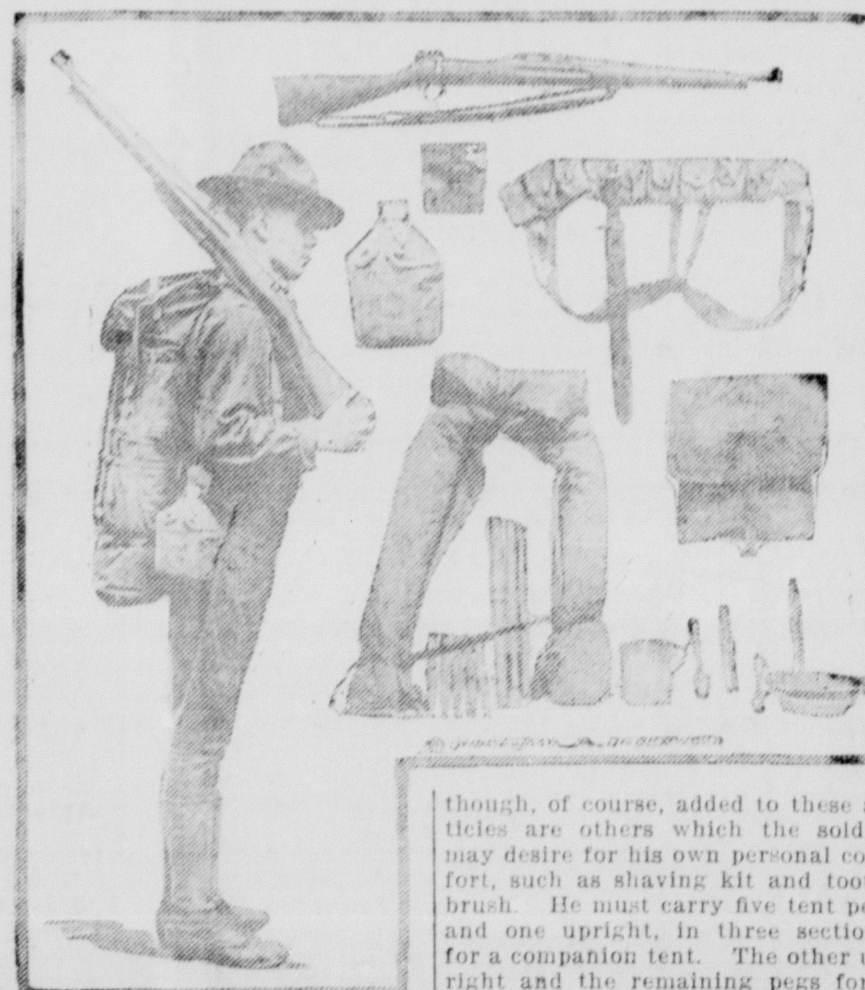 though, of course, added to these
ticles are others which the sold
may desire for his own personal co
fort, such as shaving kit and too
brush. He must carry five tent pe
and one upright, in three section
for a companion tent. The other u
right and the remaining pegs for